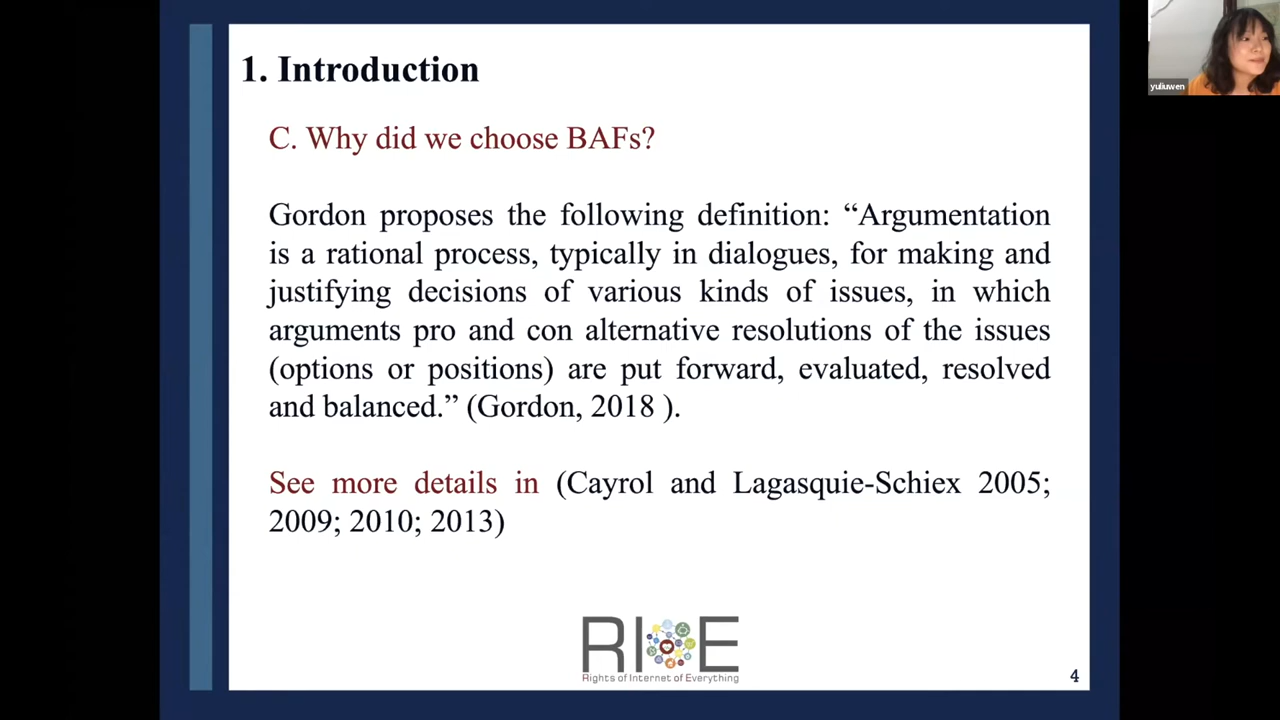 1. Introduction
C. Why did we choose BAFs?
Gordon proposes the following definition: “Argumentation
is a rational process, typically in dialogues, for making and
justifying decisions of various kinds of issues, in which
arguments pro and con alternative resolutions of the issues
(options or positions) are put forward, evaluated, resolved
and balanced.” (Gordon, 2018 ).
See more details in (Cayrol and Lagasquie-Schiex 2005;
2009; 2010; 2013)
RIOE
Rights of Internet of Everything
4
yuliuwen